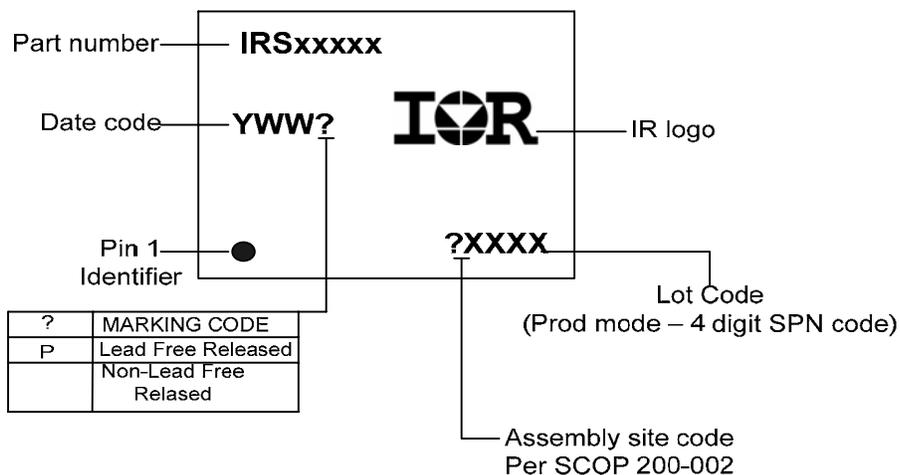 Part number
IRSxxxxx
Date code
YWW?
IOR
IR logo
Pin 1
Identifier
?XXXX
Lot Code
(Prod mode – 4 digit SPN code)
? MARKING CODE
P Lead Free Released
Non-Lead Free
Relased
Assembly site code
Per SCOP 200-002